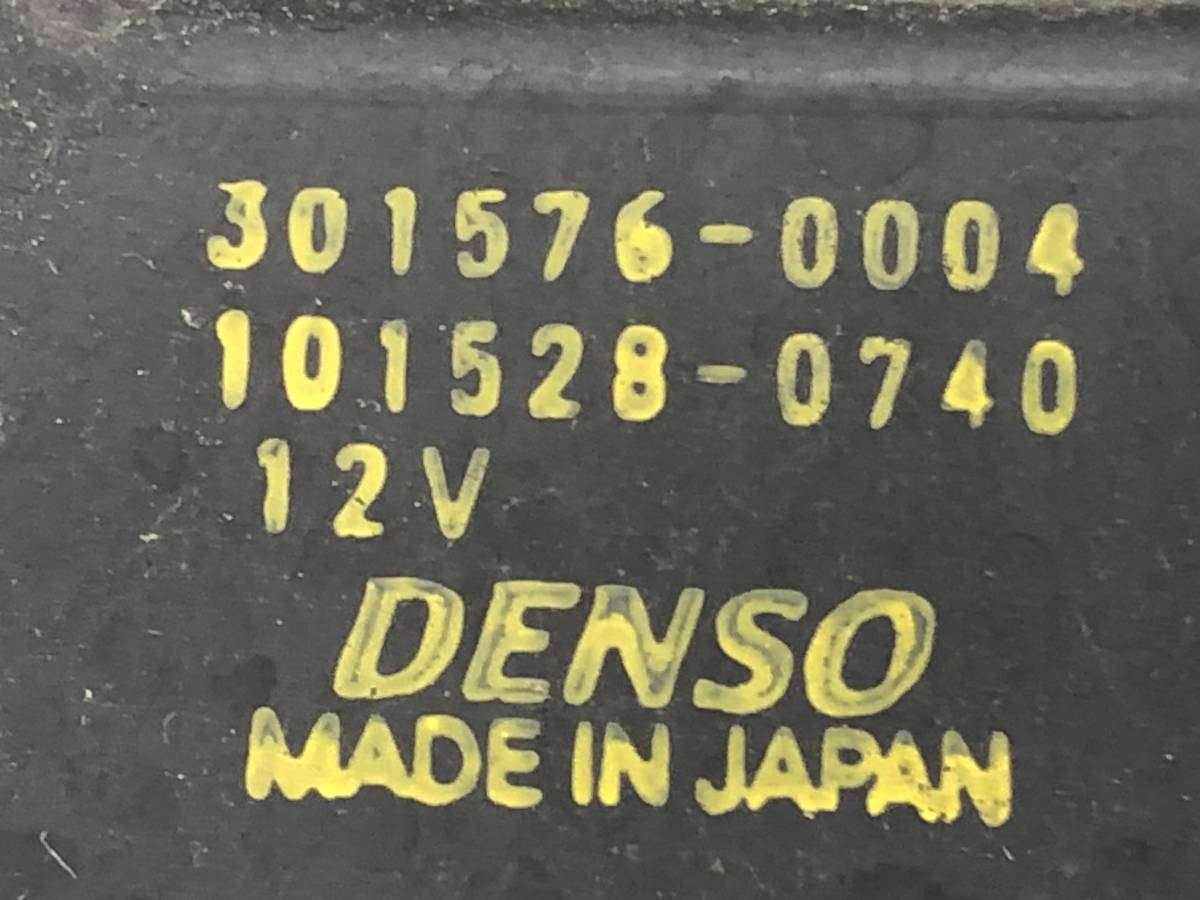 301576-0004
101528-0740
12V
DENSO
MADE IN JAPAN